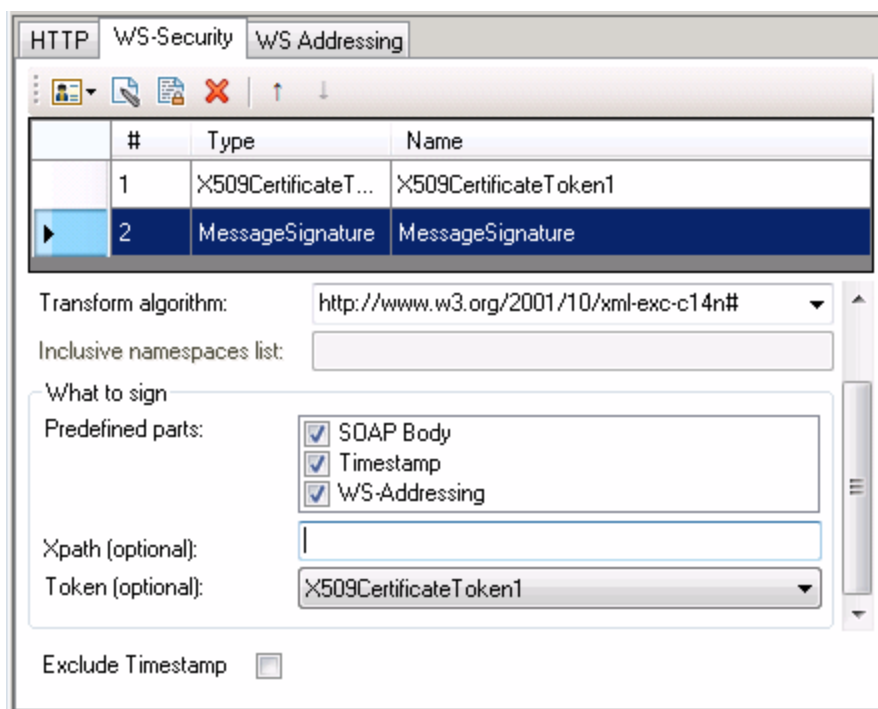 HTTP WS-Security WS Addressing
# Type Name
1 X509CertificateT... X509CertificateToken1
2 MessageSignature MessageSignature
Transform algorithm: http://www.w3.org/2001/10/xml-exc-c14n#
Inclusive namespaces list:
What to sign
Predefined parts: SOAP Body
Timestamp
WS-Addressing
Xpath (optional):
Token (optional): X509CertificateToken1
Exclude Timestamp